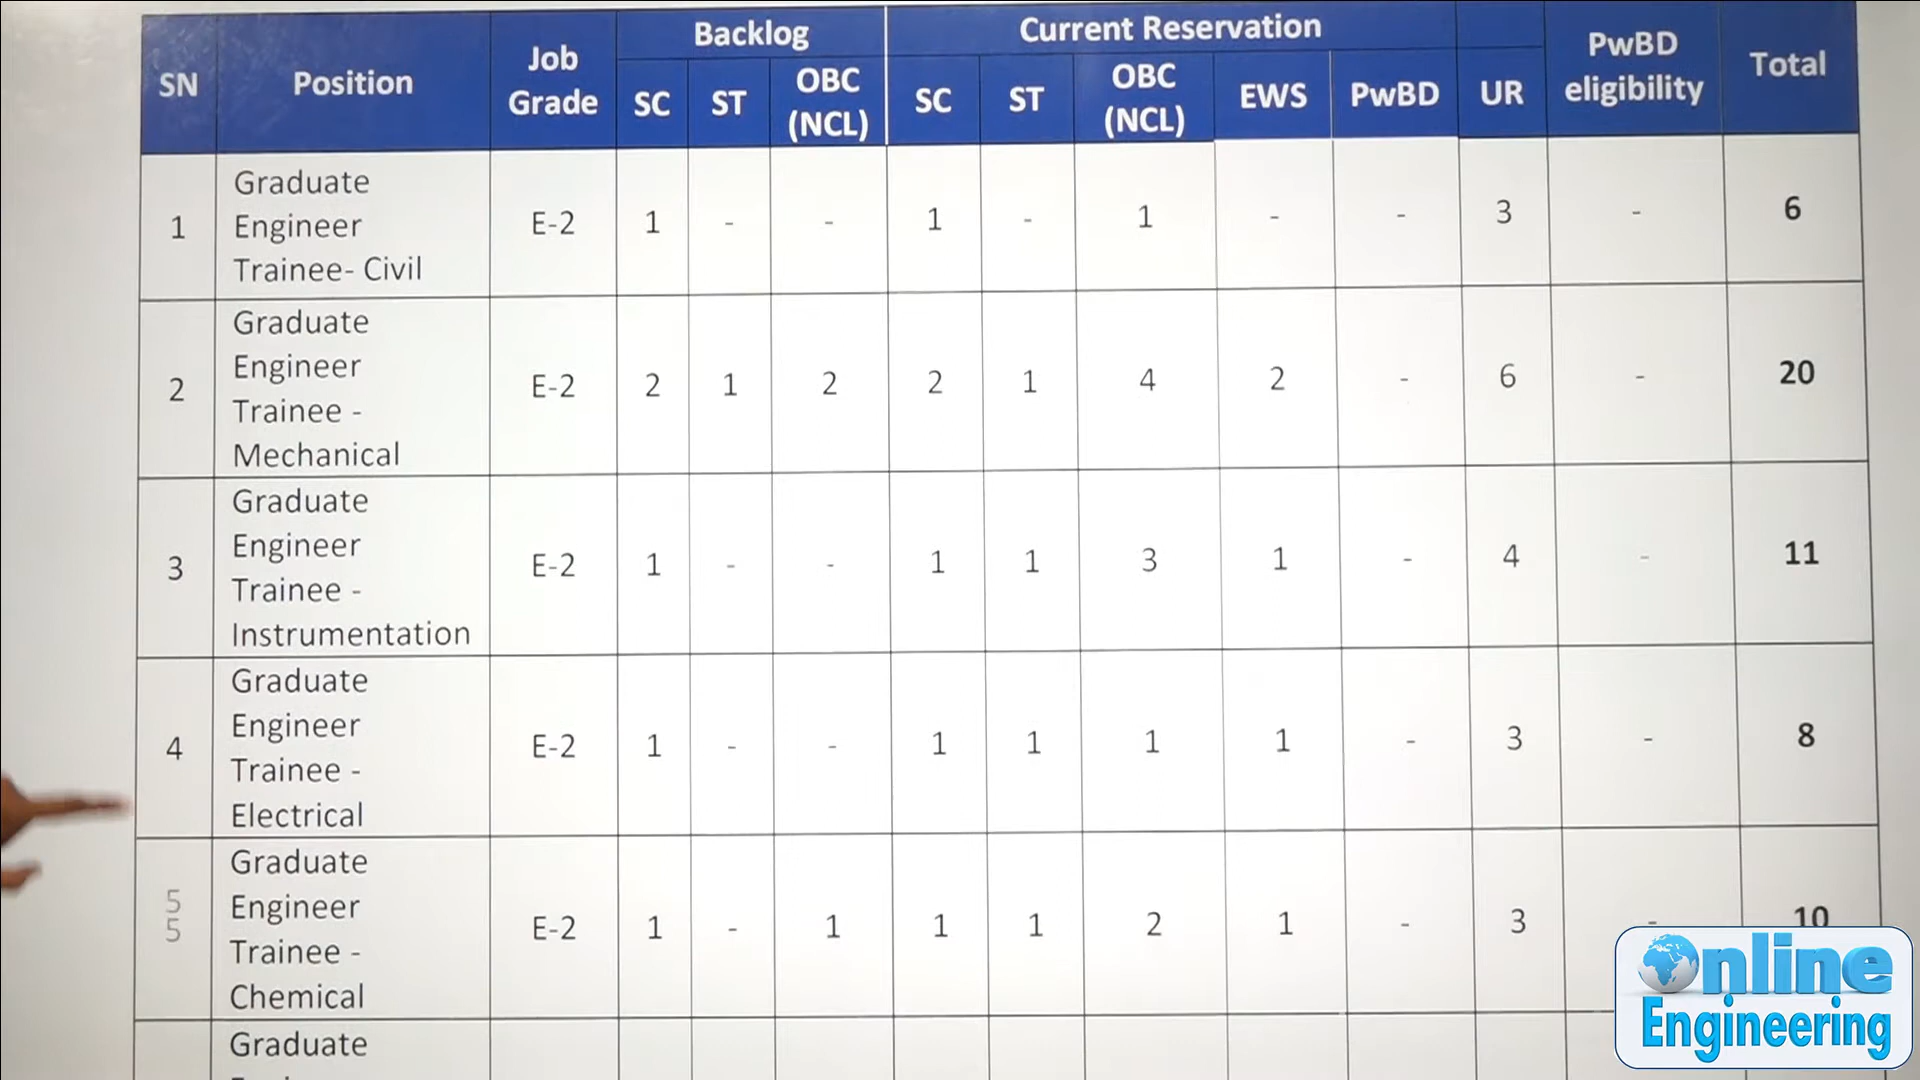 SN Position Job Grade Backlog Current Reservation UR PwBD eligibility Total
SC ST OBC (NCL) SC ST OBC (NCL) EWS PwBD
1 Graduate Engineer Trainee- Civil E-2 1 - - 1 - 1 - - 3 - 6
2 Graduate Engineer Trainee - Mechanical E-2 2 1 2 2 1 4 2 - 6 - 20
3 Graduate Engineer Trainee - Instrumentation E-2 1 - - 1 1 3 1 - 4 - 11
4 Graduate Engineer Trainee - Electrical E-2 1 - - 1 1 1 1 - 3 - 8
5 5 Graduate Engineer Trainee - Chemical E-2 1 - 1 1 1 2 1 - 3 - 10
Graduate
Online
Engineering